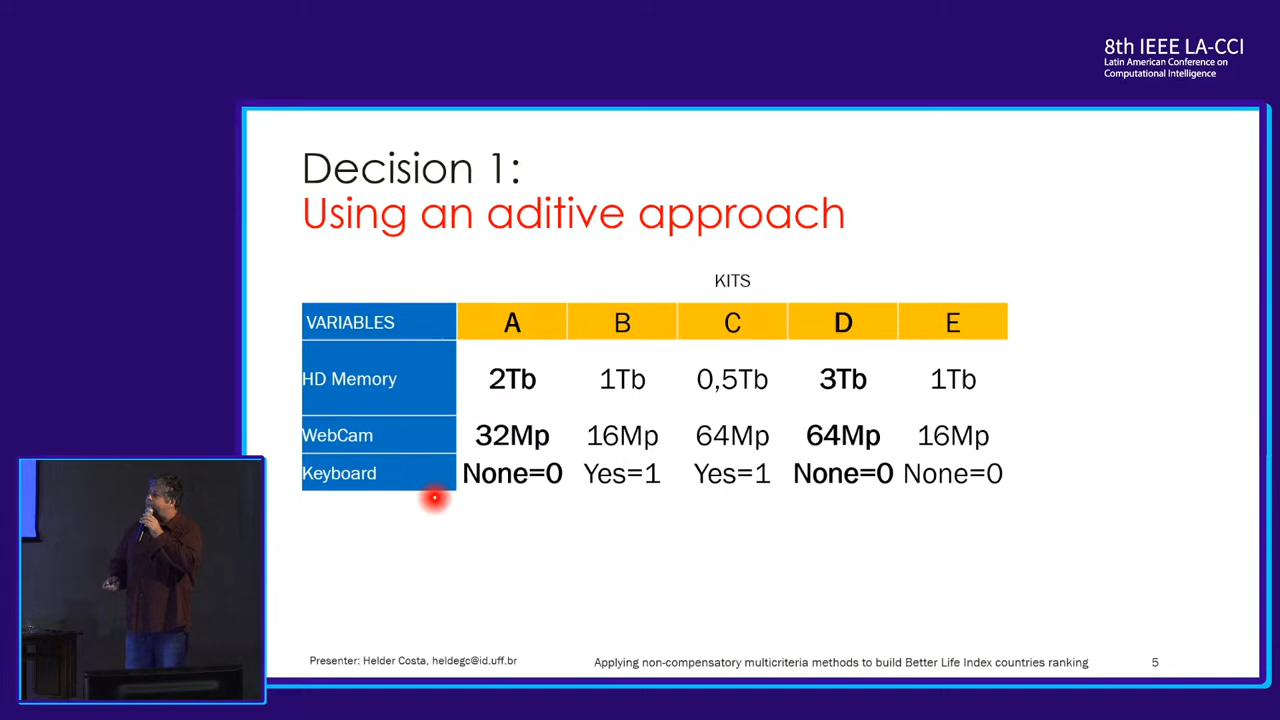 8th IEEE LA-CCI
Latin American Conference on
Computational Intelligence
Decision 1:
Using an aditive approach
KITS
VARIABLES A B C D E
HD Memory 2Tb 1Tb 0,5Tb 3Tb 1Tb
WebCam 32Mp 16Mp 64Mp 64Mp 16Mp
Keyboard None=0 Yes=1 Yes=1 None=0 None=0
Presenter: Helder Costa, heldegc@id.uff.br
Applying non-compensatory multicriteria methods to build Better Life Index countries ranking
5